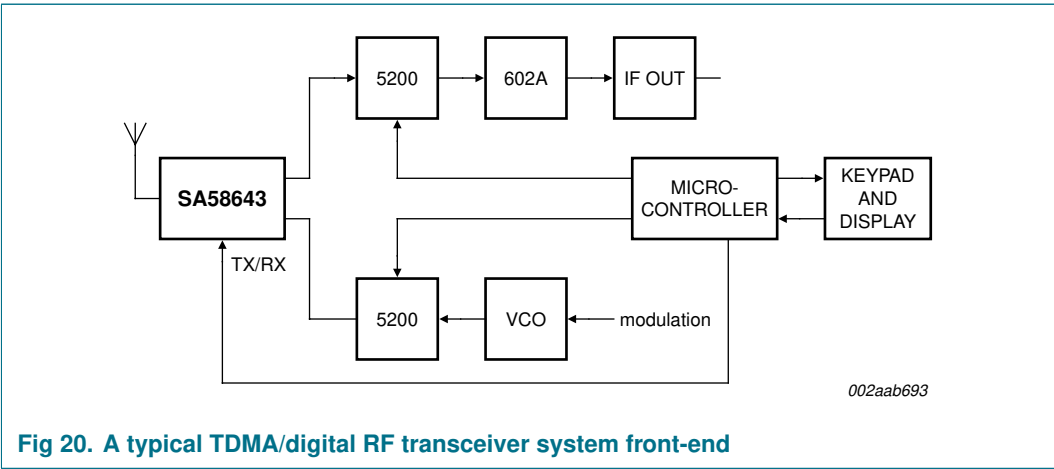 5200
602A
IF OUT
SA58643
MICRO-
CONTROLLER
KEYPAD
AND
DISPLAY
TX/RX
5200
VCO
modulation
002aab693
Fig 20. A typical TDMA/digital RF transceiver system front-end